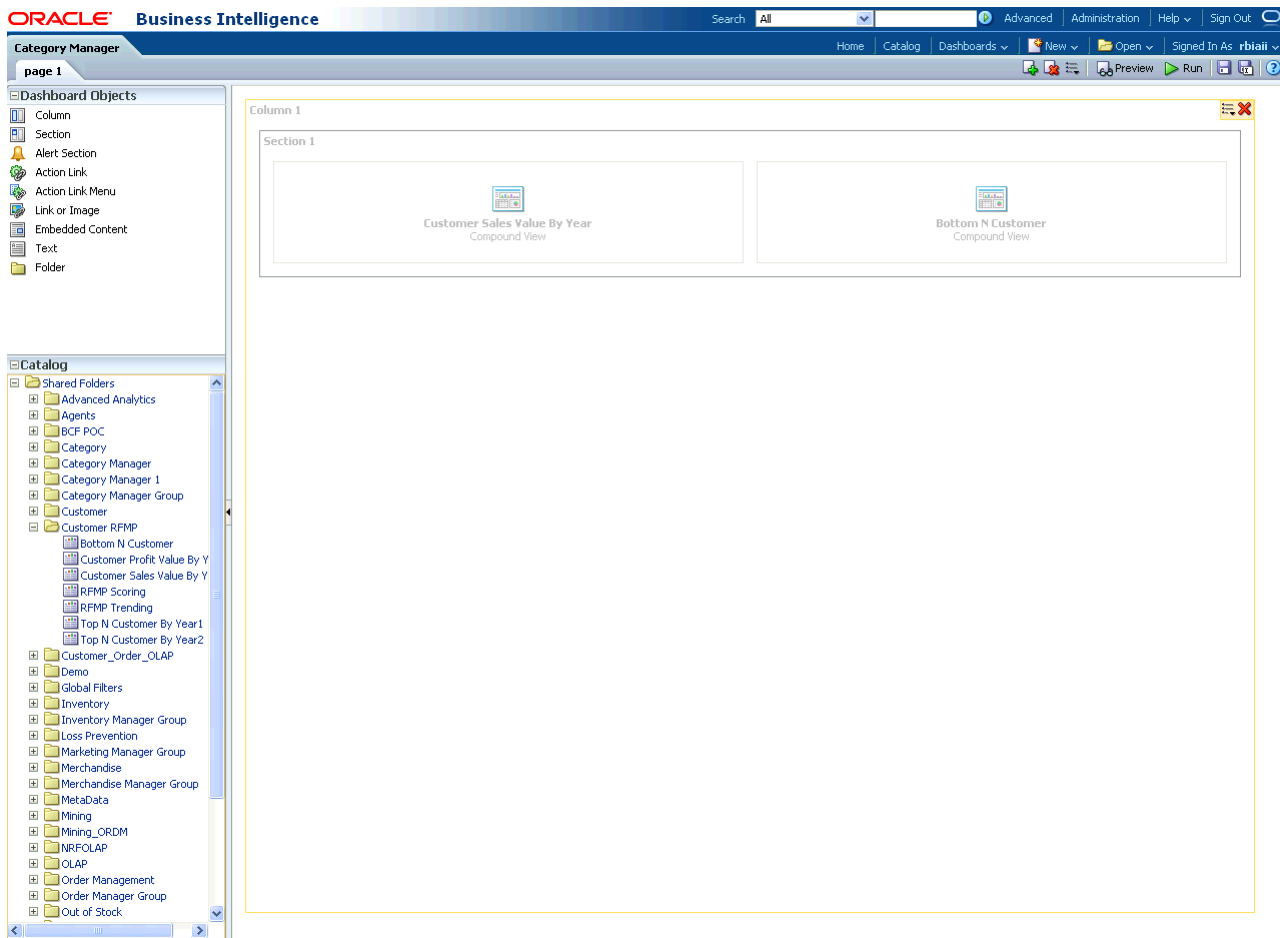 ORACLE Business Intelligence
Search All Advanced Administration Help Sign Out
Category Manager
Home Catalog Dashboards New Open Signed In As rbiaii
page 1
Preview Run
Dashboard Objects
Column
Section
Alert Section
Action Link
Action Link Menu
Link or Image
Embedded Content
Text
Folder
Catalog
Shared Folders
Advanced Analytics
Agents
BCF POC
Category
Category Manager
Category Manager 1
Category Manager Group
Customer
Customer RFMP
Bottom N Customer
Customer Profit Value By Y
Customer Sales Value By Y
RFMP Scoring
RFMP Trending
Top N Customer By Year1
Top N Customer By Year2
Customer_Order_OLAP
Demo
Global Filters
Inventory
Inventory Manager Group
Loss Prevention
Marketing Manager Group
Merchandise
Merchandise Manager Group
MetaData
Mining
Mining_ORDM
NRFOLAP
OLAP
Order Management
Order Manager Group
Out of Stock
Column 1
Section 1
Customer Sales Value By Year
Compound View
Bottom N Customer
Compound View